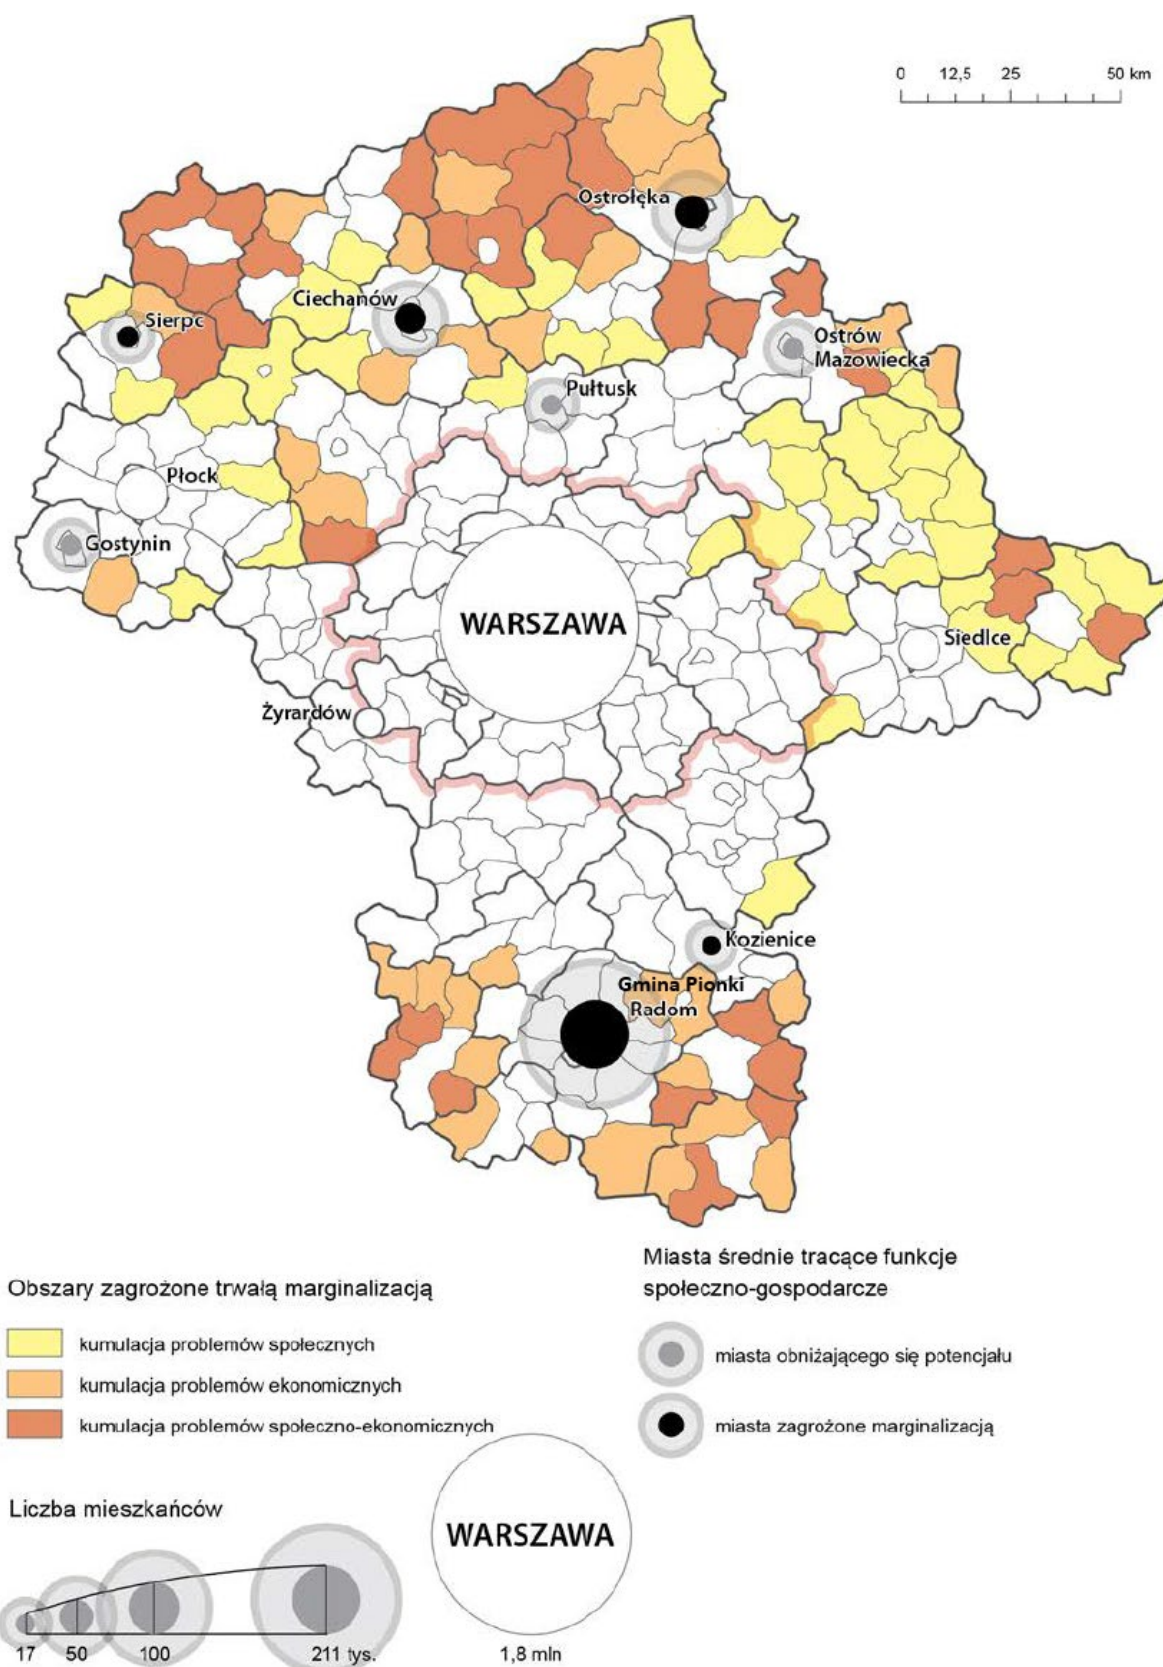 0 12,5 25 50 km
Ostrołęka
Ciechanów
Sierpc
Ostrów
Mazowiecka
Pułtusk
Płock
Gostynin
WARSZAWA
Siedlce
Żyrardów
Kozienice
Gmina Pionki
Radom
Obszary zagrożone trwałą marginalizacją
kumulacja problemów społecznych
kumulacja problemów ekonomicznych
kumulacja problemów społeczno-ekonomicznych
Miasta średnie tracące funkcje
społeczno-gospodarcze
miasta obniżającego się potencjału
miasta zagrożone marginalizacją
Liczba mieszkańców
17 50 100 211 tys.
WARSZAWA
1,8 mln